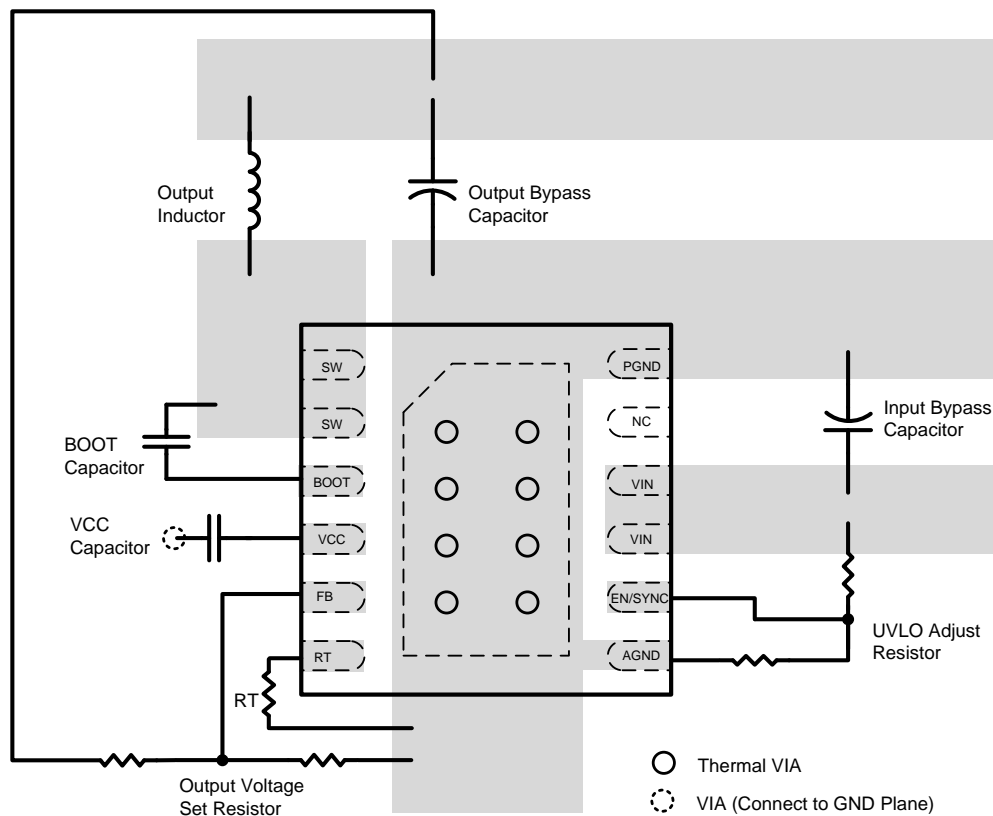 Output
Inductor
Output Bypass
Capacitor
SW
PGND
SW
NC
Input Bypass
Capacitor
BOOT
Capacitor
BOOT
VIN
VCC
Capacitor
VCC
VIN
FB
EN/SYNC
UVLO Adjust
Resistor
RT
AGND
RT
Output Voltage
Set Resistor
Thermal VIA
VIA (Connect to GND Plane)